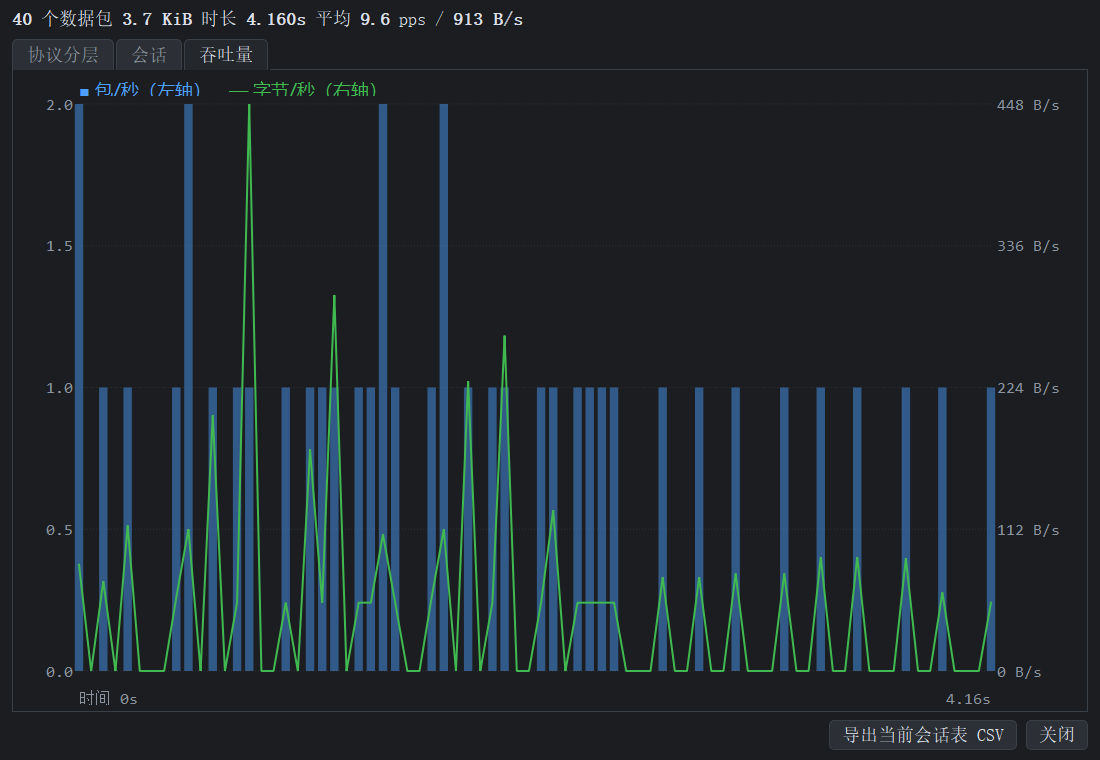 40 个数据包 3.7 KiB 时长 4.160s 平均 9.6 pps / 913 B/s
协议分层 会话 吞吐量
包/秒 (左轴) 字节/秒 (右轴)
2.0 448 B/s
1.5 336 B/s
1.0 224 B/s
0.5 112 B/s
0.0 0 B/s
时间 0s 4.16s
导出当前会话表 CSV 关闭